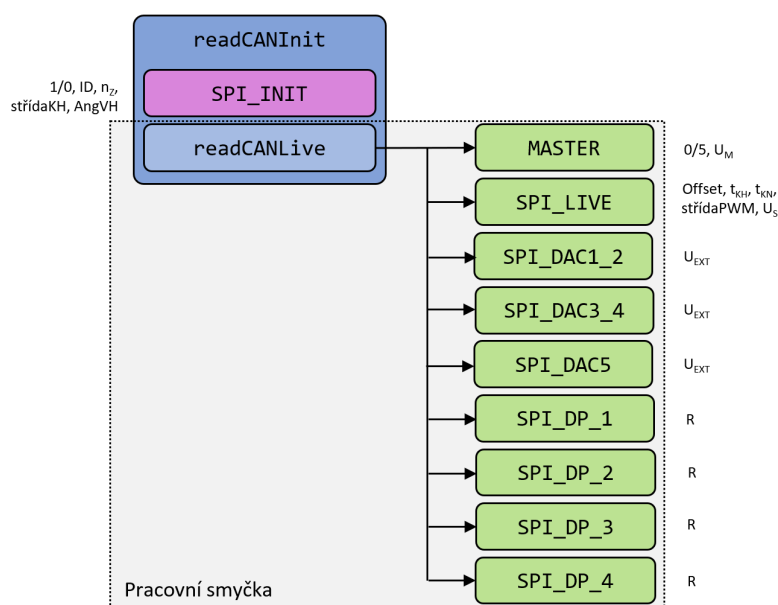 readCANInit
1/0, ID, nZ,
střídaKH, AngVH
SPI_INIT
readCANLive
MASTER
0/5, UM
SPI_LIVE
Offset, tKH, tKN,
střídaPWM, US
SPI_DAC1_2
UEXT
SPI_DAC3_4
UEXT
SPI_DAC5
UEXT
SPI_DP_1
R
SPI_DP_2
R
SPI_DP_3
R
SPI_DP_4
R
Pracovní smyčka